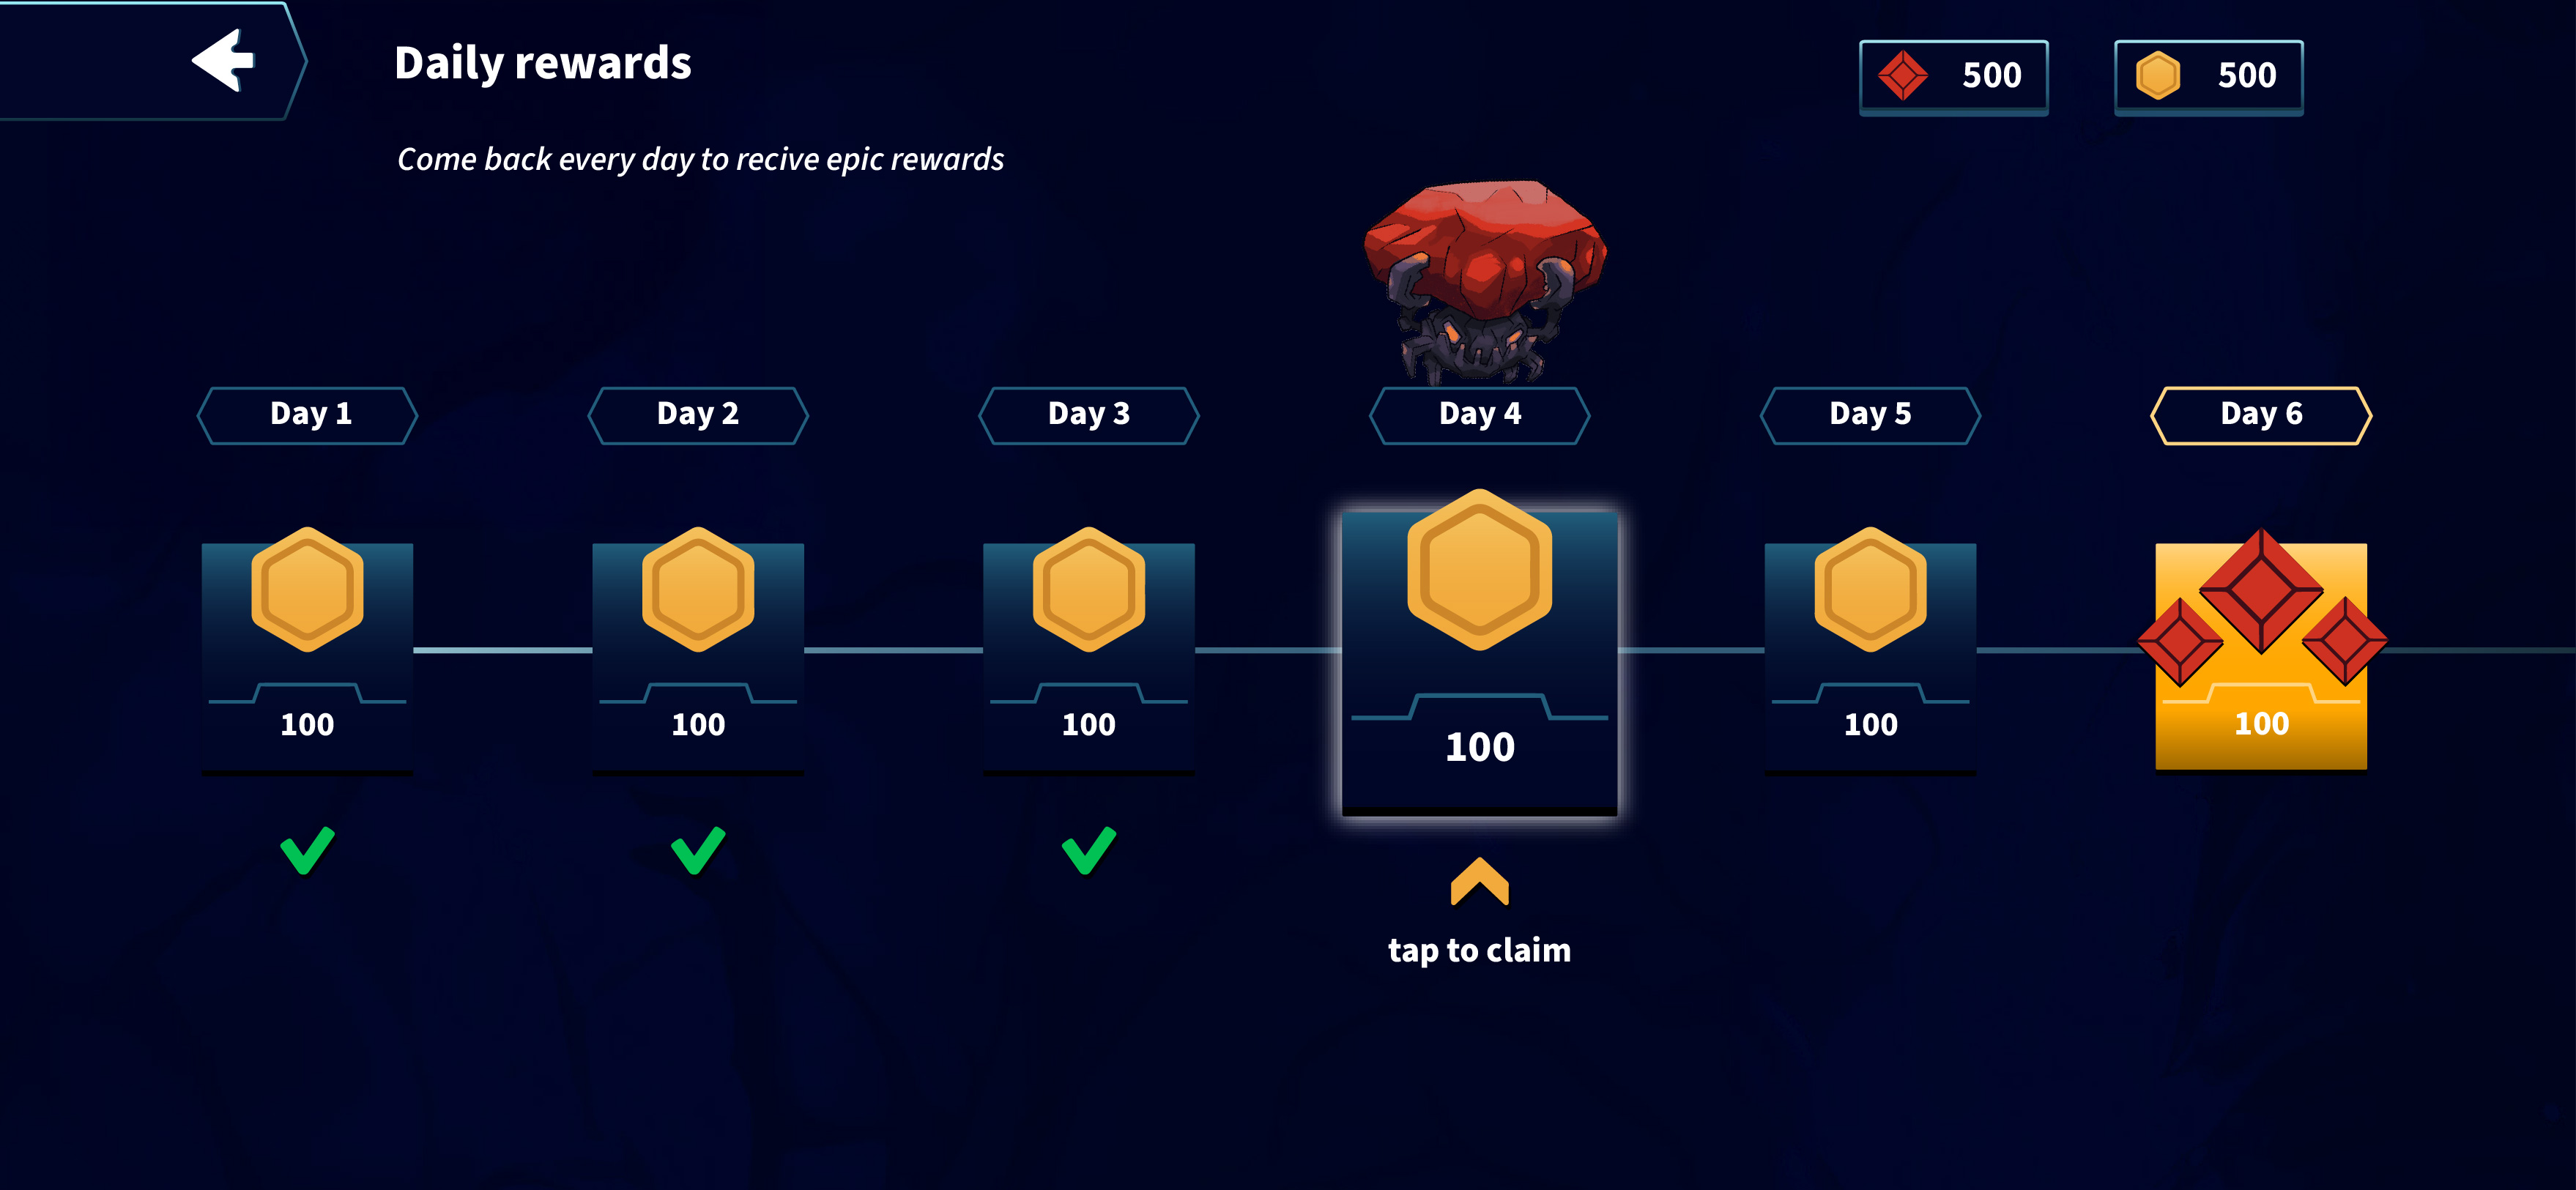 Daily rewards
500
500
Come back every day to recive epic rewards
Day 1
Day 2
Day 3
Day 4
Day 5
Day 6
100
100
100
100
100
100
tap to claim